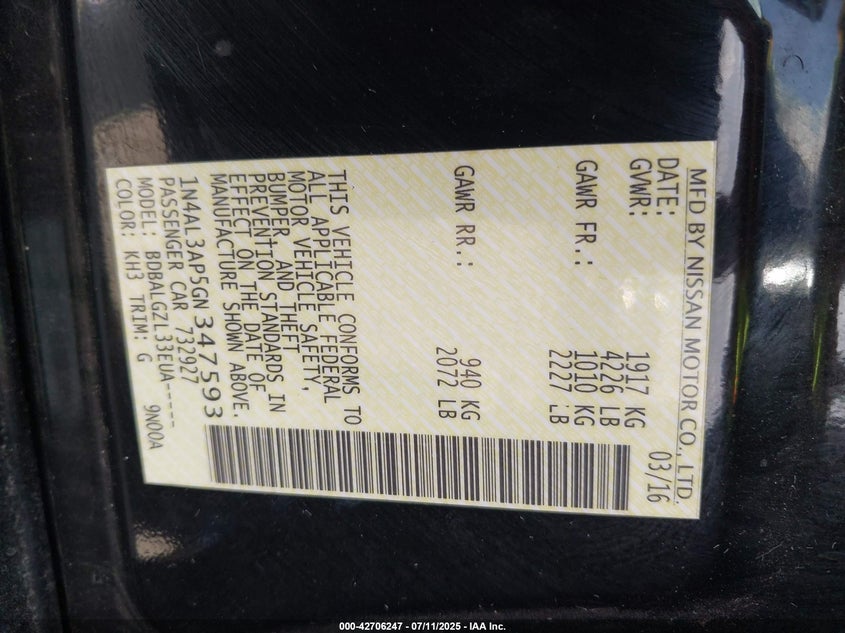 MFD BY NISSAN MOTOR CO., LTD.
DATE: 03/16
GVWR: 1917 KG
4226 LB
GAWR FR.: 1010 KG
2227 LB
GAWR RR.: 940 KG
2072 LB
THIS VEHICLE CONFORMS TO
ALL APPLICABLE FEDERAL
MOTOR VEHICLE SAFETY,
BUMPER, AND THEFT
PREVENTION STANDARDS IN
EFFECT ON THE DATE OF
MANUFACTURE SHOWN ABOVE.
1N4AL3AP5GN347593
PASSENGER CAR 732927
MODEL: BDBALGZL33EUA-----
COLOR: KH3 TRIM: G 9N00A
000-42706247 - 07/11/2025 - IAA Inc.